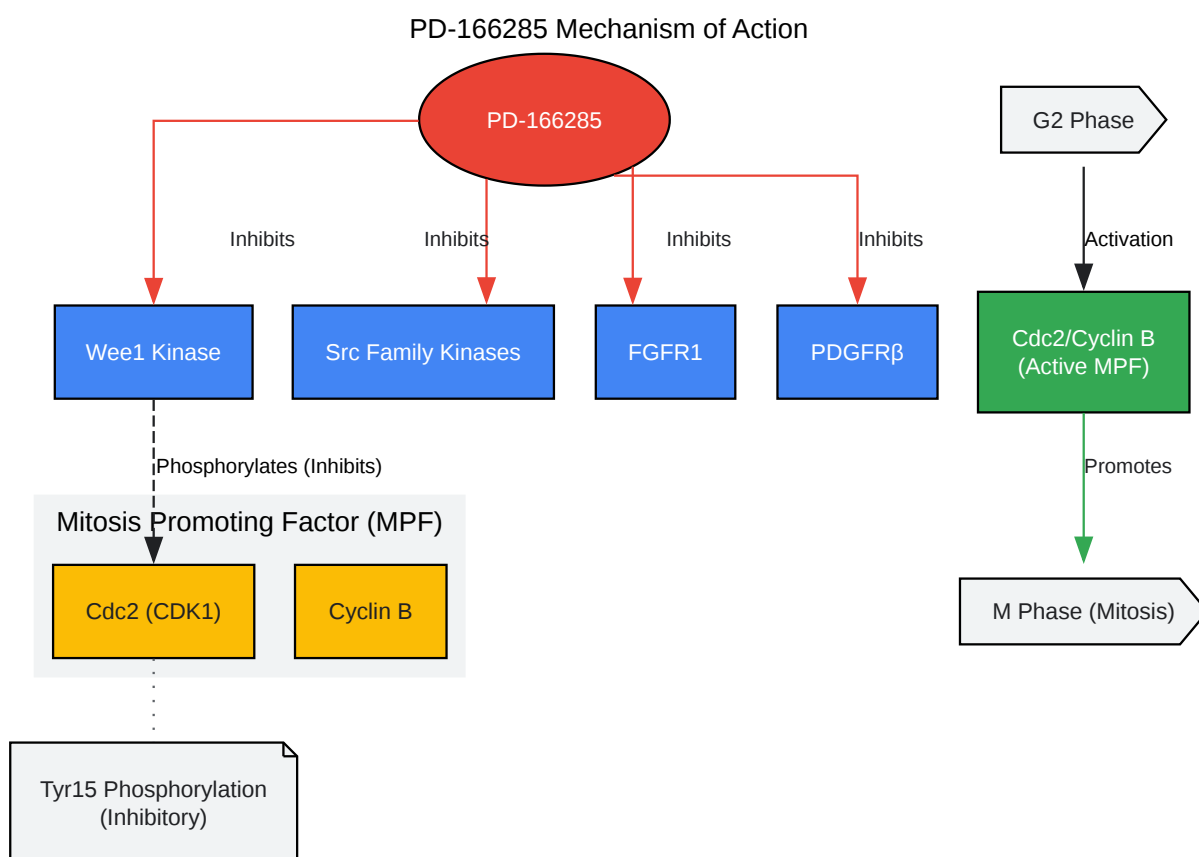 PD-166285 Mechanism of Action
PD-166285
G2 Phase
Inhibits
Inhibits
Inhibits
Inhibits
Activation
Wee1 Kinase
Src Family Kinases
FGFR1
PDGFRβ
Cdc2/Cyclin B
(Active MPF)
Phosphorylates (Inhibits)
Promotes
Mitosis Promoting Factor (MPF)
Cdc2 (CDK1)
Cyclin B
M Phase (Mitosis)
Tyr15 Phosphorylation
(Inhibitory)